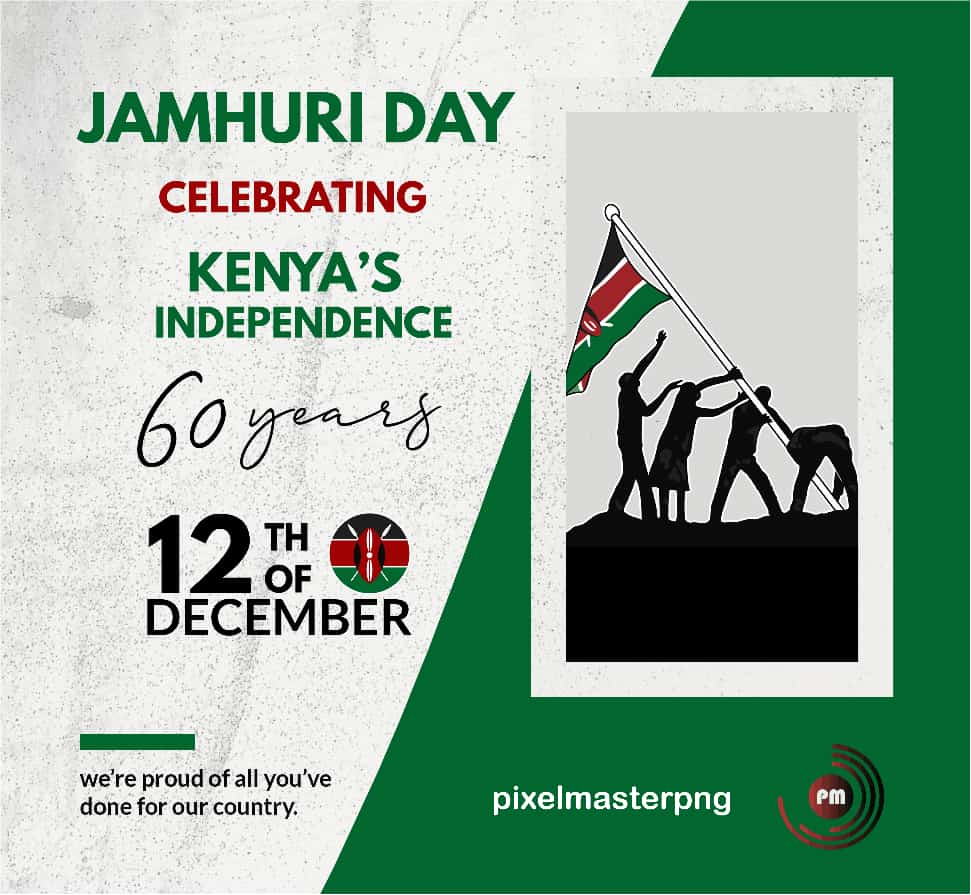 JAMHURI DAY
CELEBRATING
KENYA’S
INDEPENDENCE
60 years
12 TH
OF
DECEMBER
we’re proud of all you’ve
done for our country.
pixelmasterpng
PM